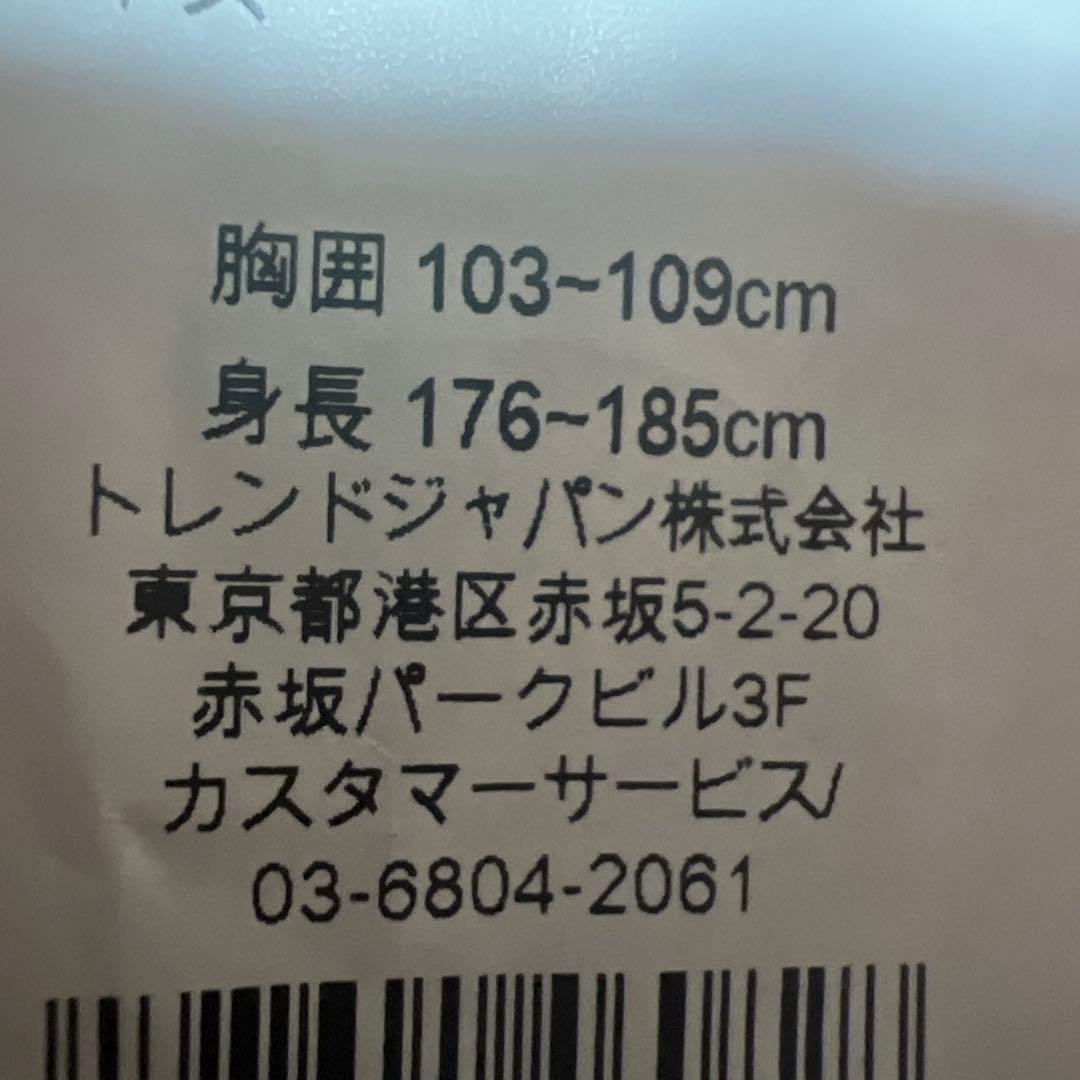 胸囲 103~109cm
身長 176~185cm
トレンドジャパン株式会社
東京都港区赤坂5-2-20
赤坂パークビル3F
カスタマーサービス/
03-6804-2061